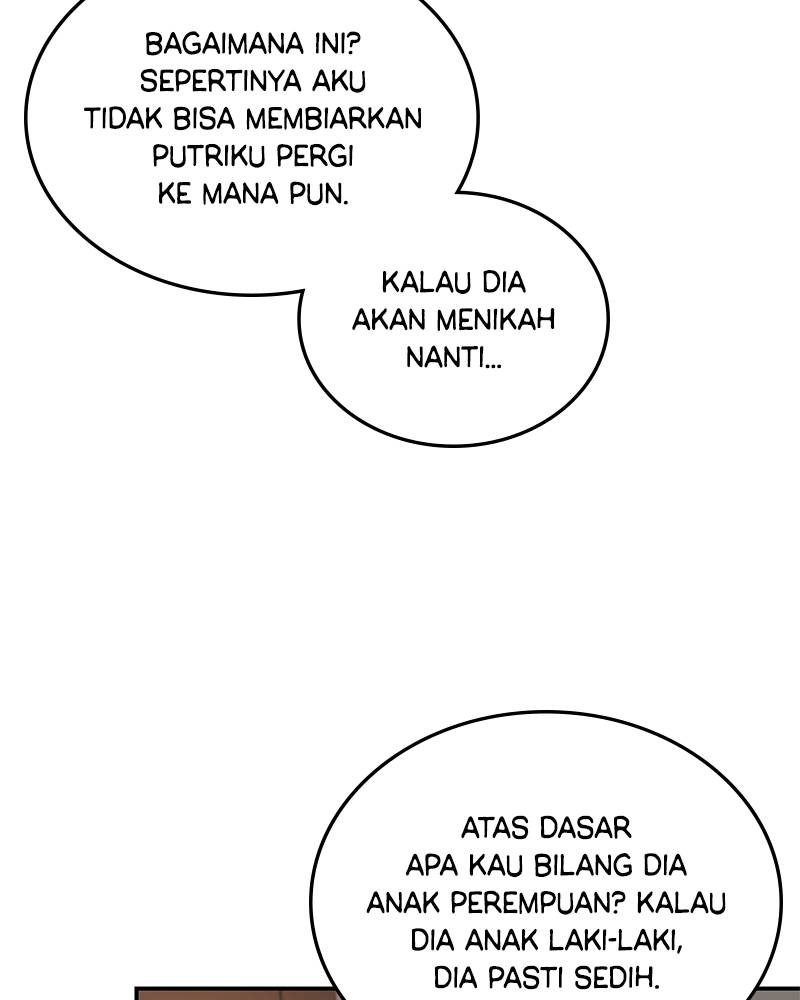 BAGAIMANA INI?
SEPERTINYA AKU
TIDAK BISA MEMBIARKAN
PUTRIKU PERGI
KE MANA PUN.
KALAU DIA
AKAN MENIKAH
NANTI...
ATAS DASAR
APA KAU BILANG DIA
ANAK PEREMPUAN? KALAU
DIA ANAK LAKI-LAKI,
DIA PASTI SEDIH.